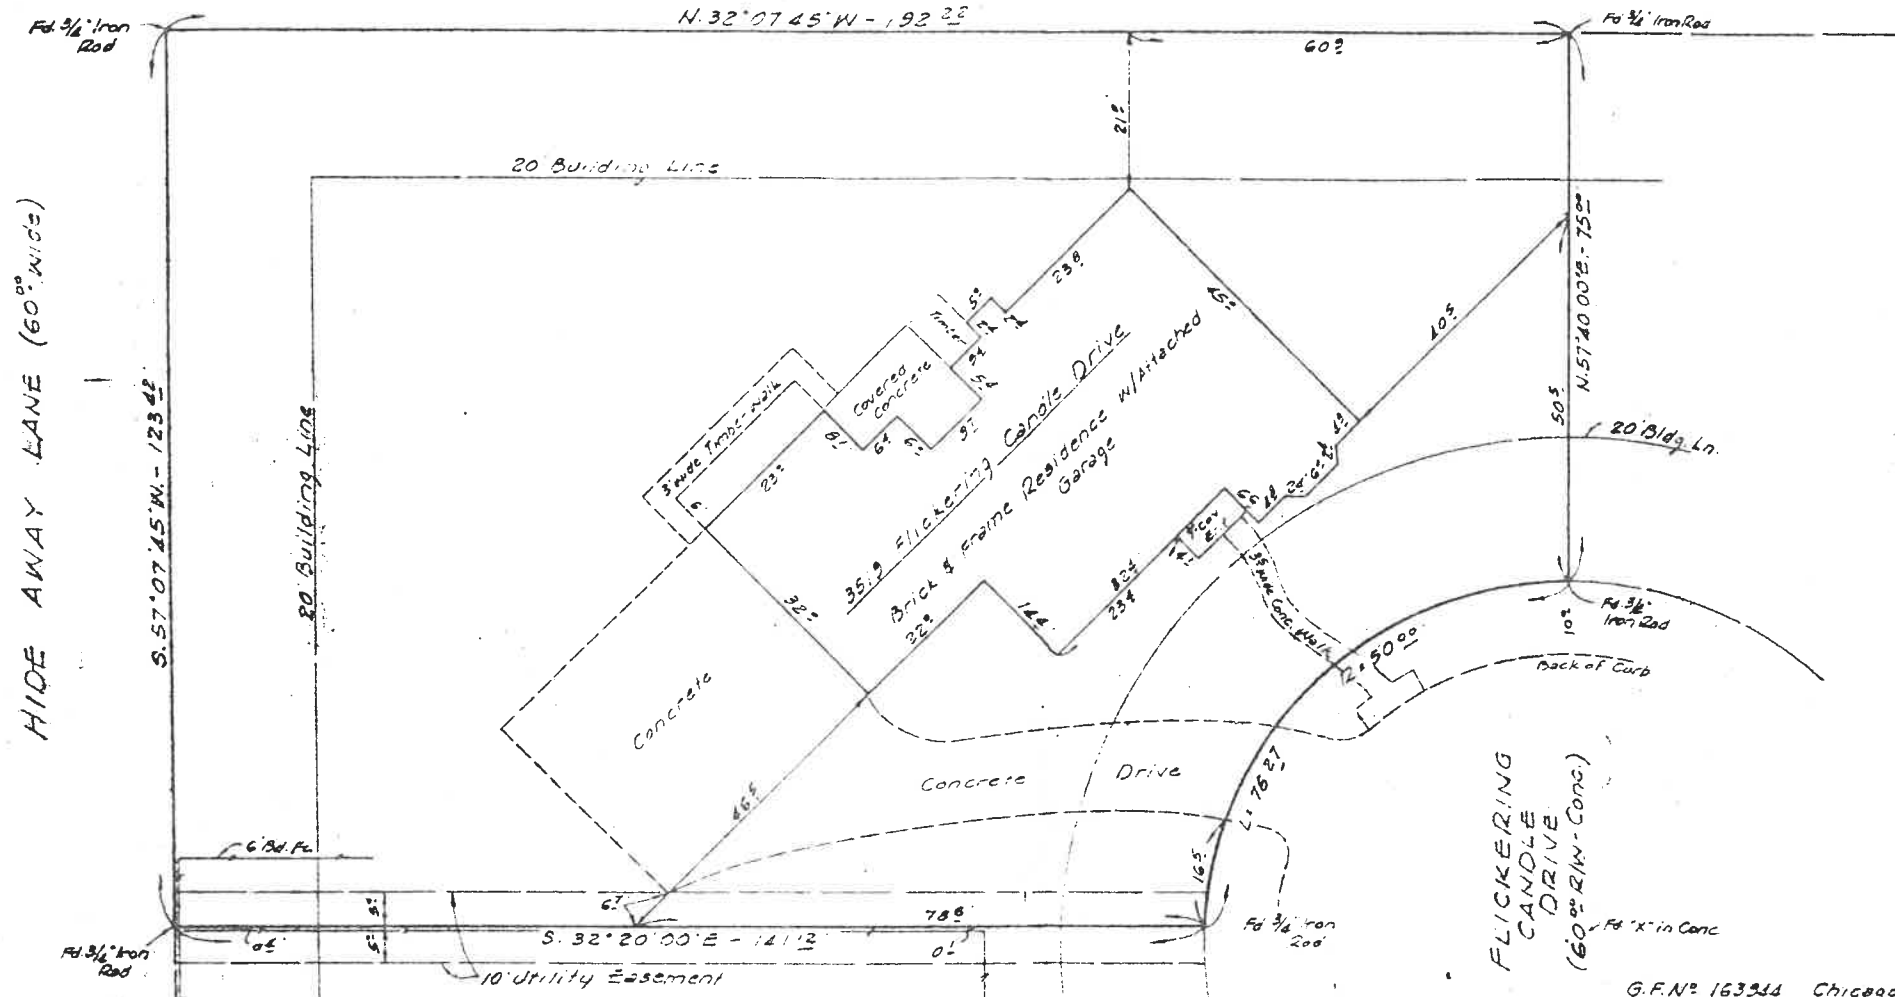 Fd. 3/4" Iron
Rod
N. 32° 07' 45" W - 192.22
Fd 3/4" Iron Rod
60.0
21.0
20' Building Line
HIDE AWAY LANE (60.00' Wide)
S. 57° 07' 45" W. - 123.42
20' Building Line
N. 57° 40' 00" E. - 75.00
50.5
40.5
45.0
23.8
Timber
Covered
Concrete
3' wide Timber Walk
23.0
32.0
22.0
3519 Flickering Candle Drive
Brick & Frame Residence w/Attached
Garage
20' Bldg. Ln.
82.4
23.4
14.4
Conc. Walk
R = 50.00
10.0
Fd. 3/4"
Iron Rod
Back of Curb
Concrete
46.5
Concrete Drive
L = 76.27
16.5
FLICKERING
CANDLE
DRIVE
(60.00' R/W - Conc.)
6' Bd. Fc.
6.7
78.8
S. 32° 20' 00" E - 141.12
Fd. 3/4" Iron
Rod
10' Utility Easement
Fd 3/4" Iron
Rod
Fd "X" in Conc
G.F. Nº 163944 Chicago